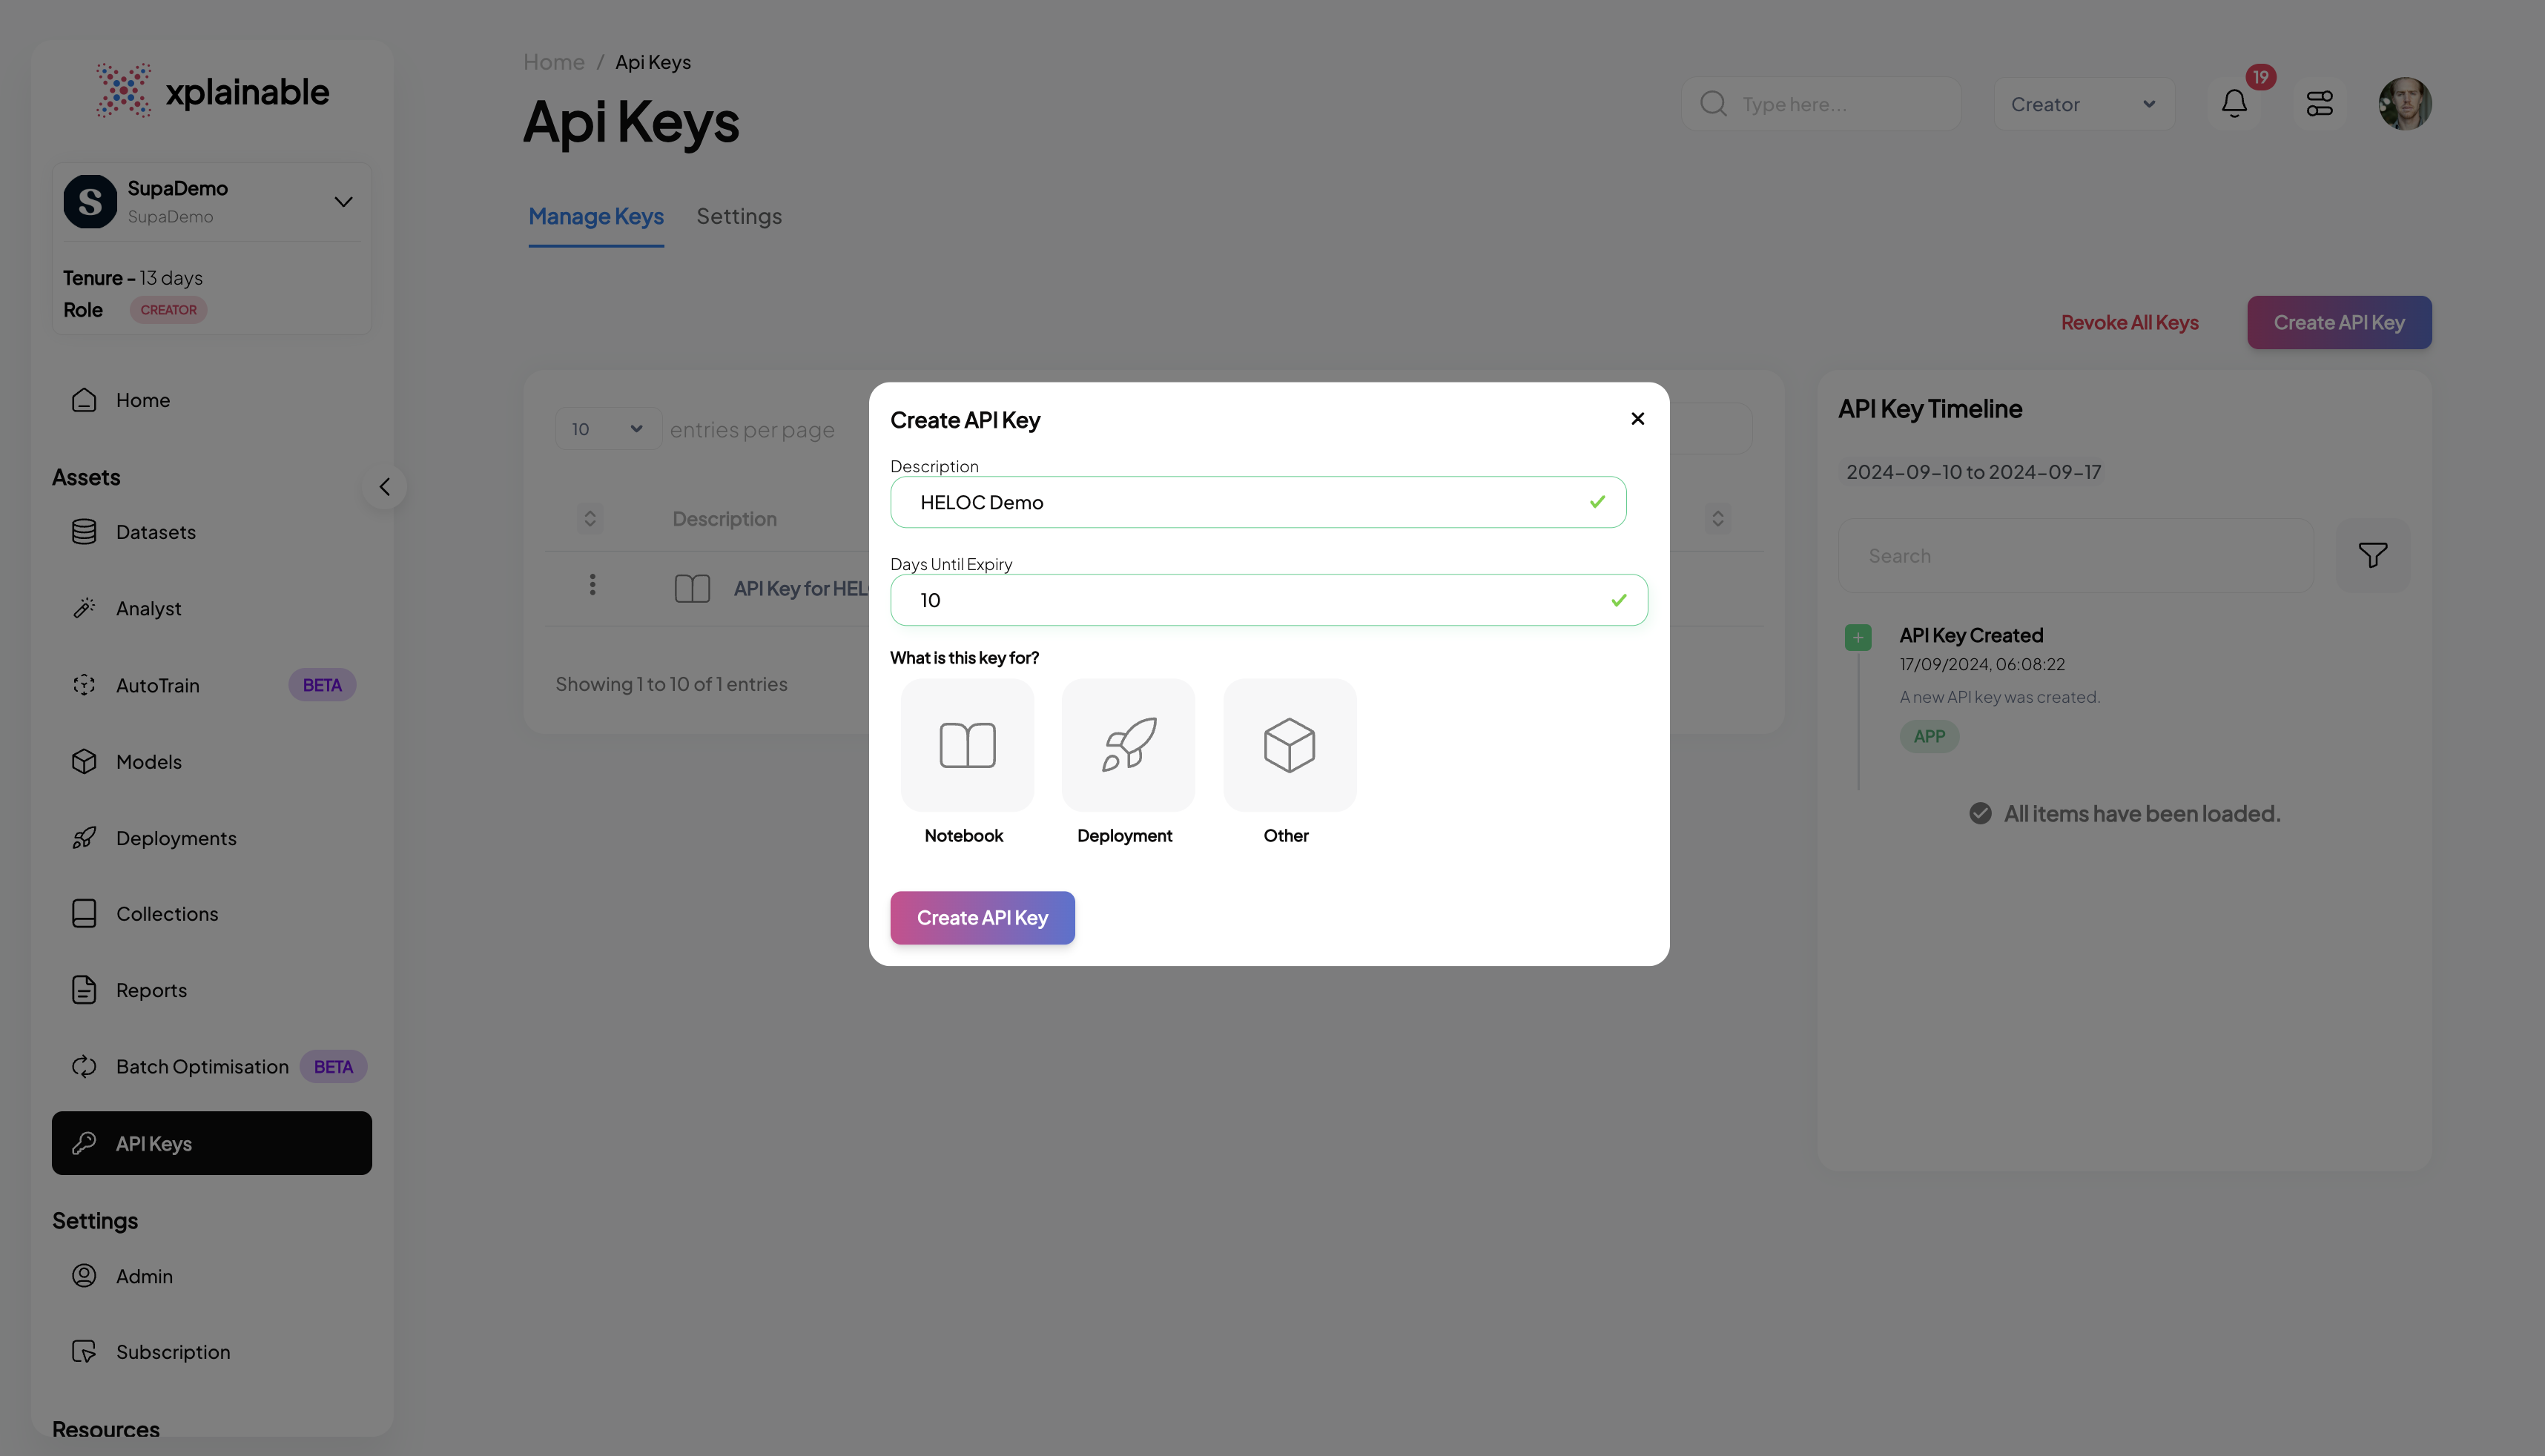 xplainable
S
SupaDemo
SupaDemo
Tenure - 13 days
Role CREATOR
Home
Assets
Datasets
Analyst
AutoTrain BETA
Models
Deployments
Collections
Reports
Batch Optimisation BETA
API Keys
Settings
Admin
Subscription
Resources
Home / Api Keys
Api Keys
Type here...
Creator
19
Manage Keys Settings
Revoke All Keys
Create API Key
10 entries per page
Description
API Key for HEL
Showing 1 to 10 of 1 entries
Create API Key
Description
HELOC Demo
Days Until Expiry
10
What is this key for?
Notebook Deployment Other
Create API Key
API Key Timeline
2024-09-10 to 2024-09-17
Search
API Key Created
17/09/2024, 06:08:22
A new API key was created.
APP
All items have been loaded.